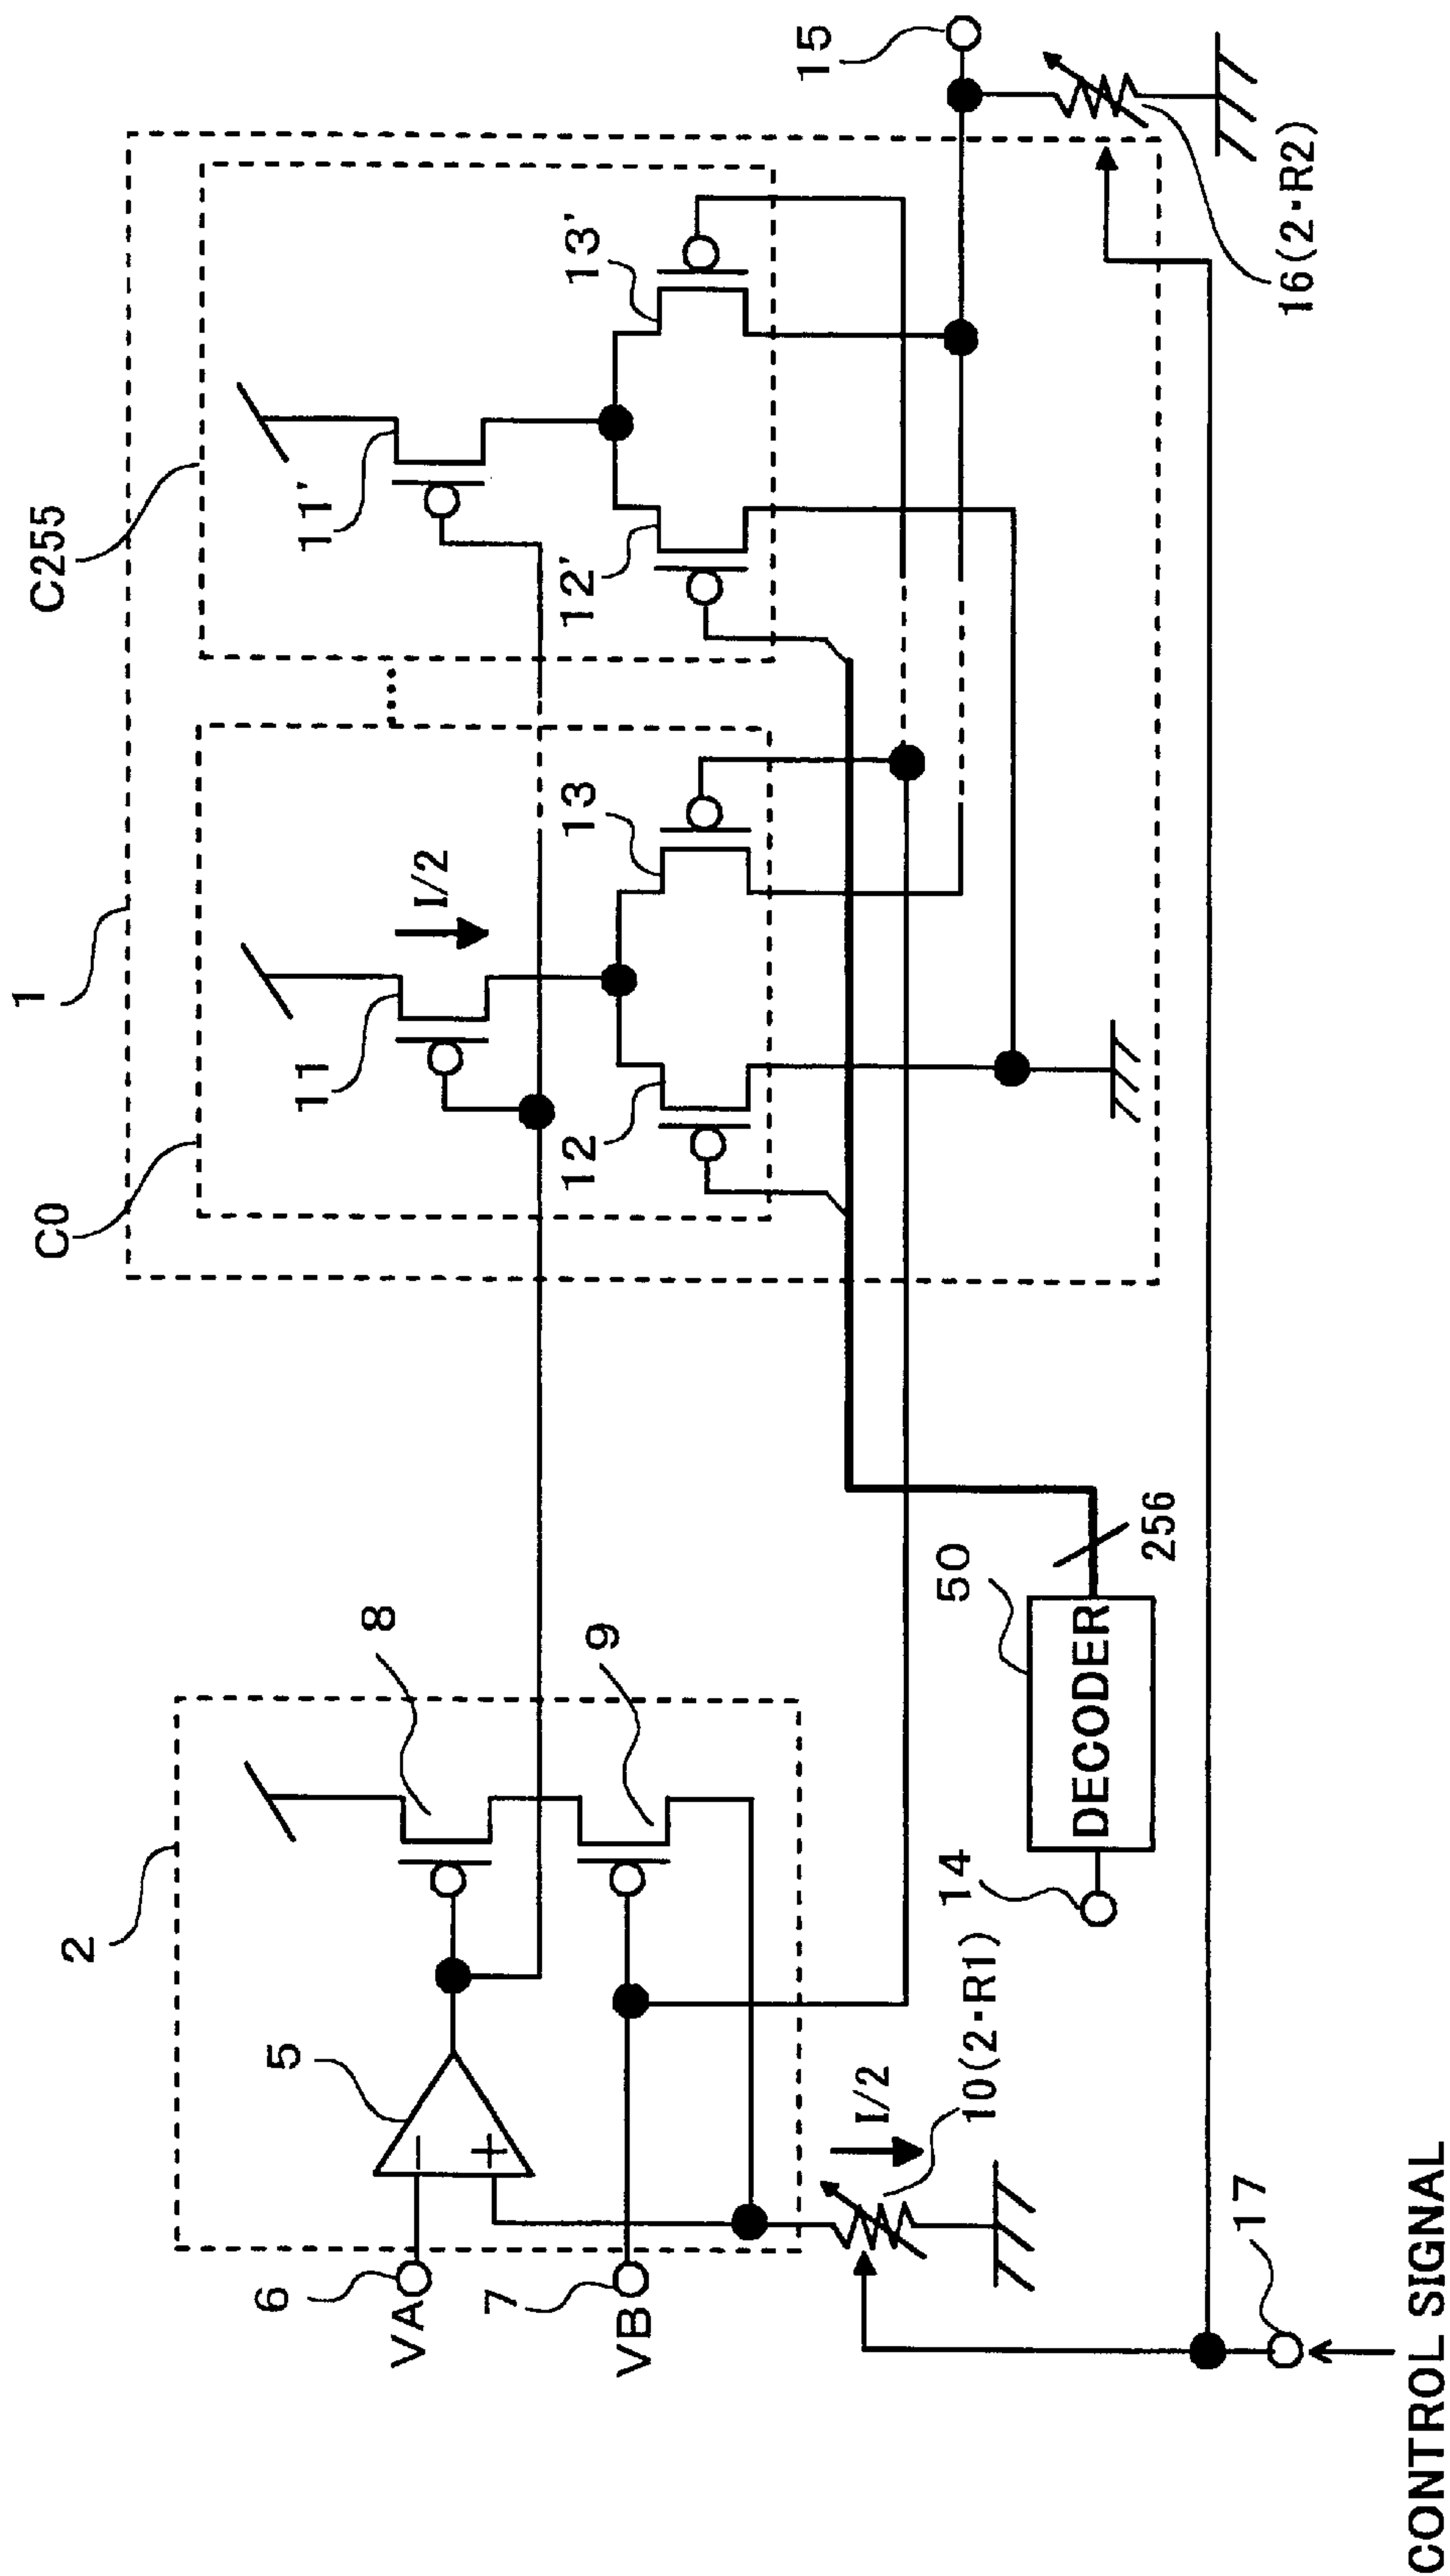 C0
1
C255
2
5
8
9
6
VA
7
VB
I/2
10(2·R1)
14
50
DECODER
256
11
I/2
12
13
11'
12'
13'
15
16(2·R2)
17
CONTROL SIGNAL